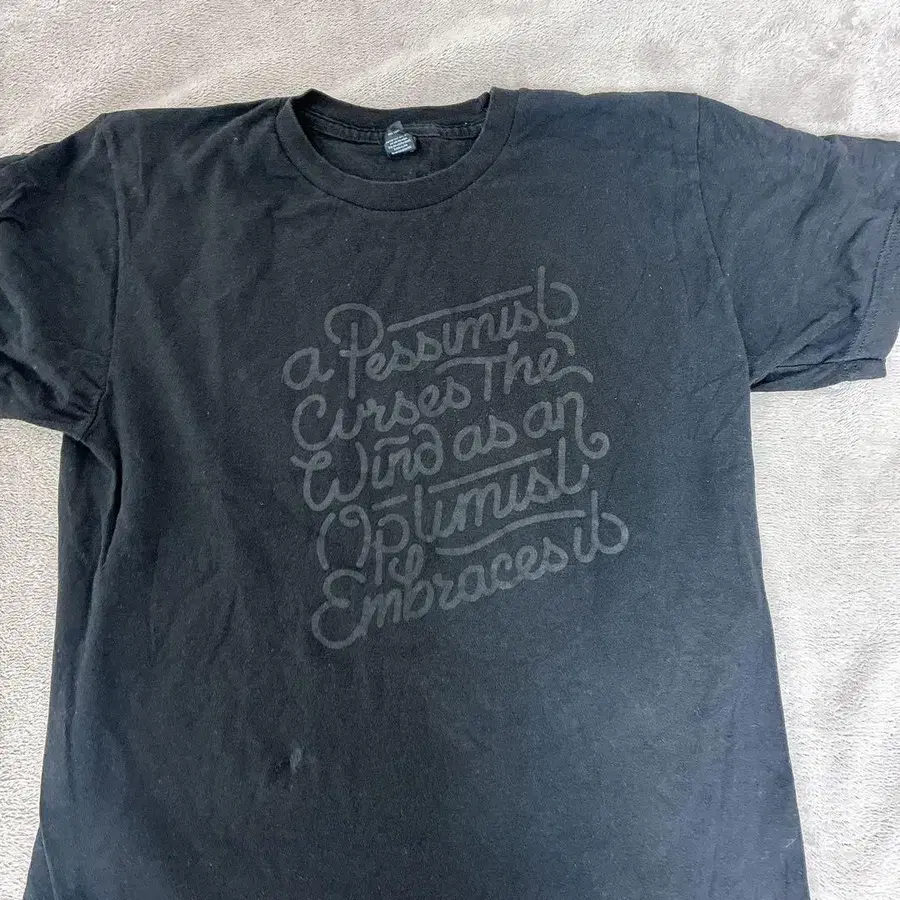 a Pessimist
Curses The
Wind as an
Optimist
Embraces it